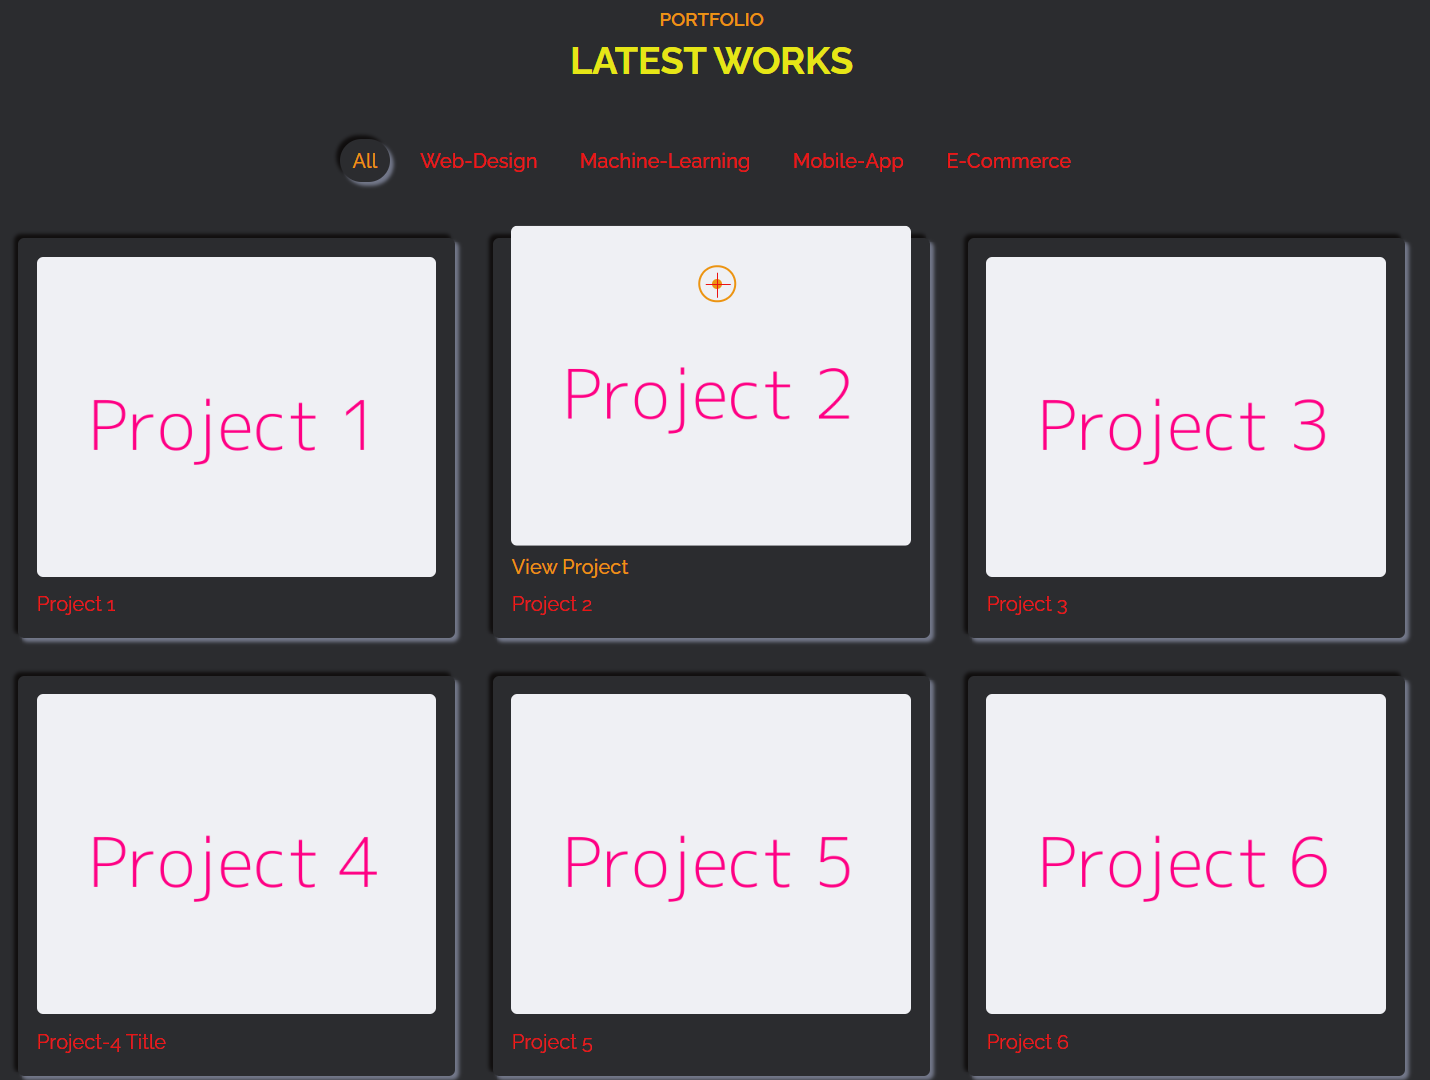 PORTFOLIO
LATEST WORKS
All Web-Design Machine-Learning Mobile-App E-Commerce
Project 1
Project 2
Project 3
View Project
Project 1
Project 2
Project 3
Project 4
Project 5
Project 6
Project-4 Title
Project 5
Project 6